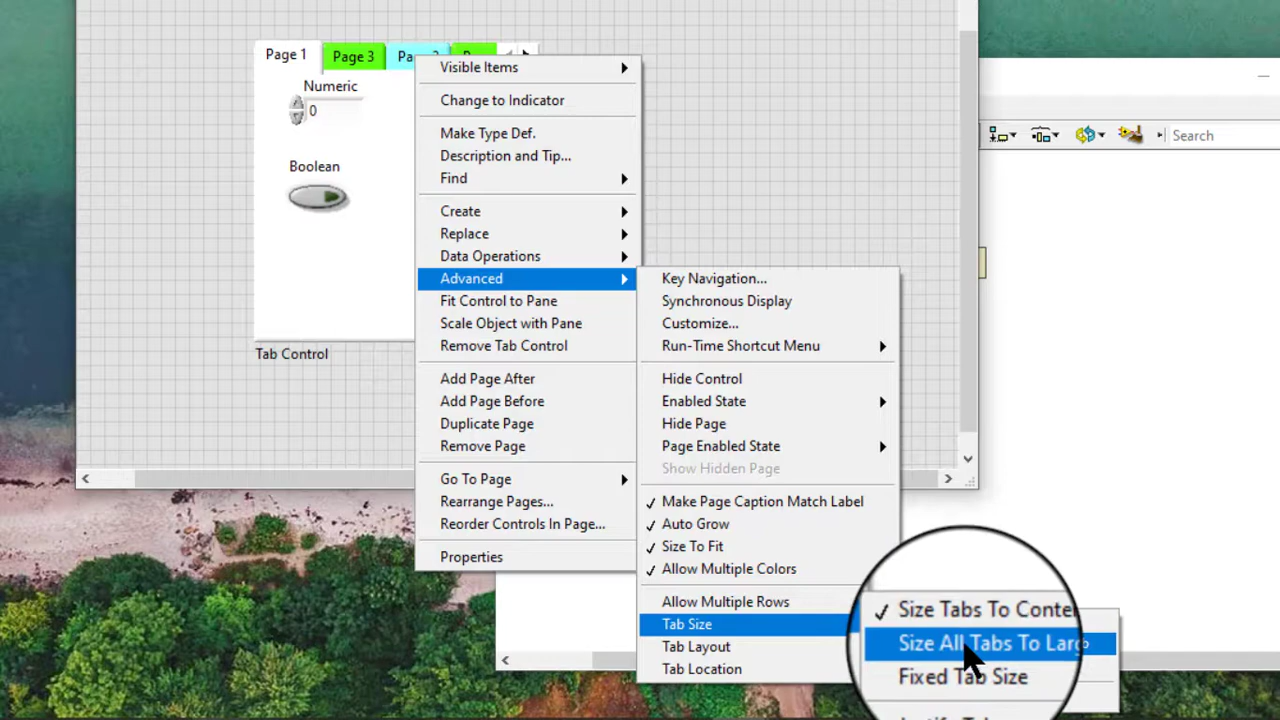 Page 1
Page 3
Numeric
0
Boolean
Tab Control
Visible Items
Change to Indicator
Make Type Def.
Description and Tip...
Find
Create
Replace
Data Operations
Advanced
Fit Control to Pane
Scale Object with Pane
Remove Tab Control
Add Page After
Add Page Before
Duplicate Page
Remove Page
Go To Page
Rearrange Pages...
Reorder Controls In Page...
Properties
Key Navigation...
Synchronous Display
Customize...
Run-Time Shortcut Menu
Hide Control
Enabled State
Hide Page
Page Enabled State
Show Hidden Page
Make Page Caption Match Label
Auto Grow
Size To Fit
Allow Multiple Colors
Allow Multiple Rows
Tab Size
Tab Layout
Tab Location
Size Tabs To
Size All Tabs To
Fixed Tab Size
Search